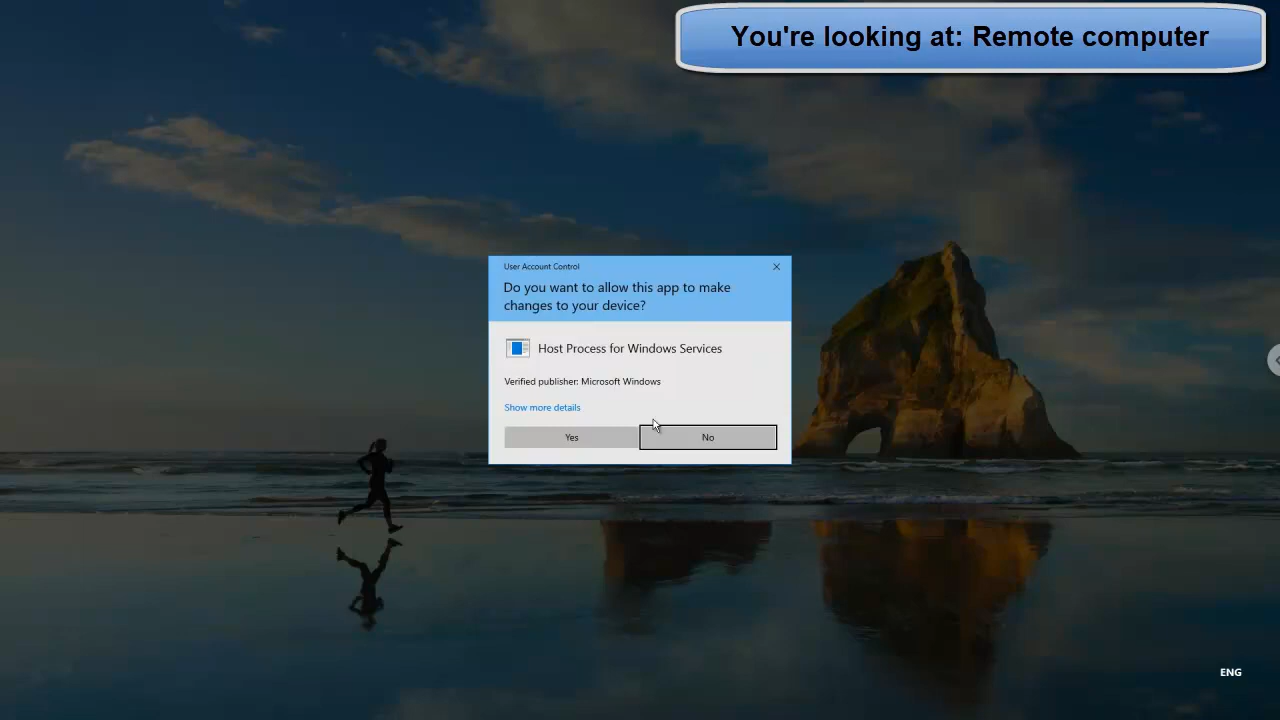 You're looking at: Remote computer
User Account Control
Do you want to allow this app to make
changes to your device?
Host Process for Windows Services
Verified publisher: Microsoft Windows
Show more details
Yes
No
ENG